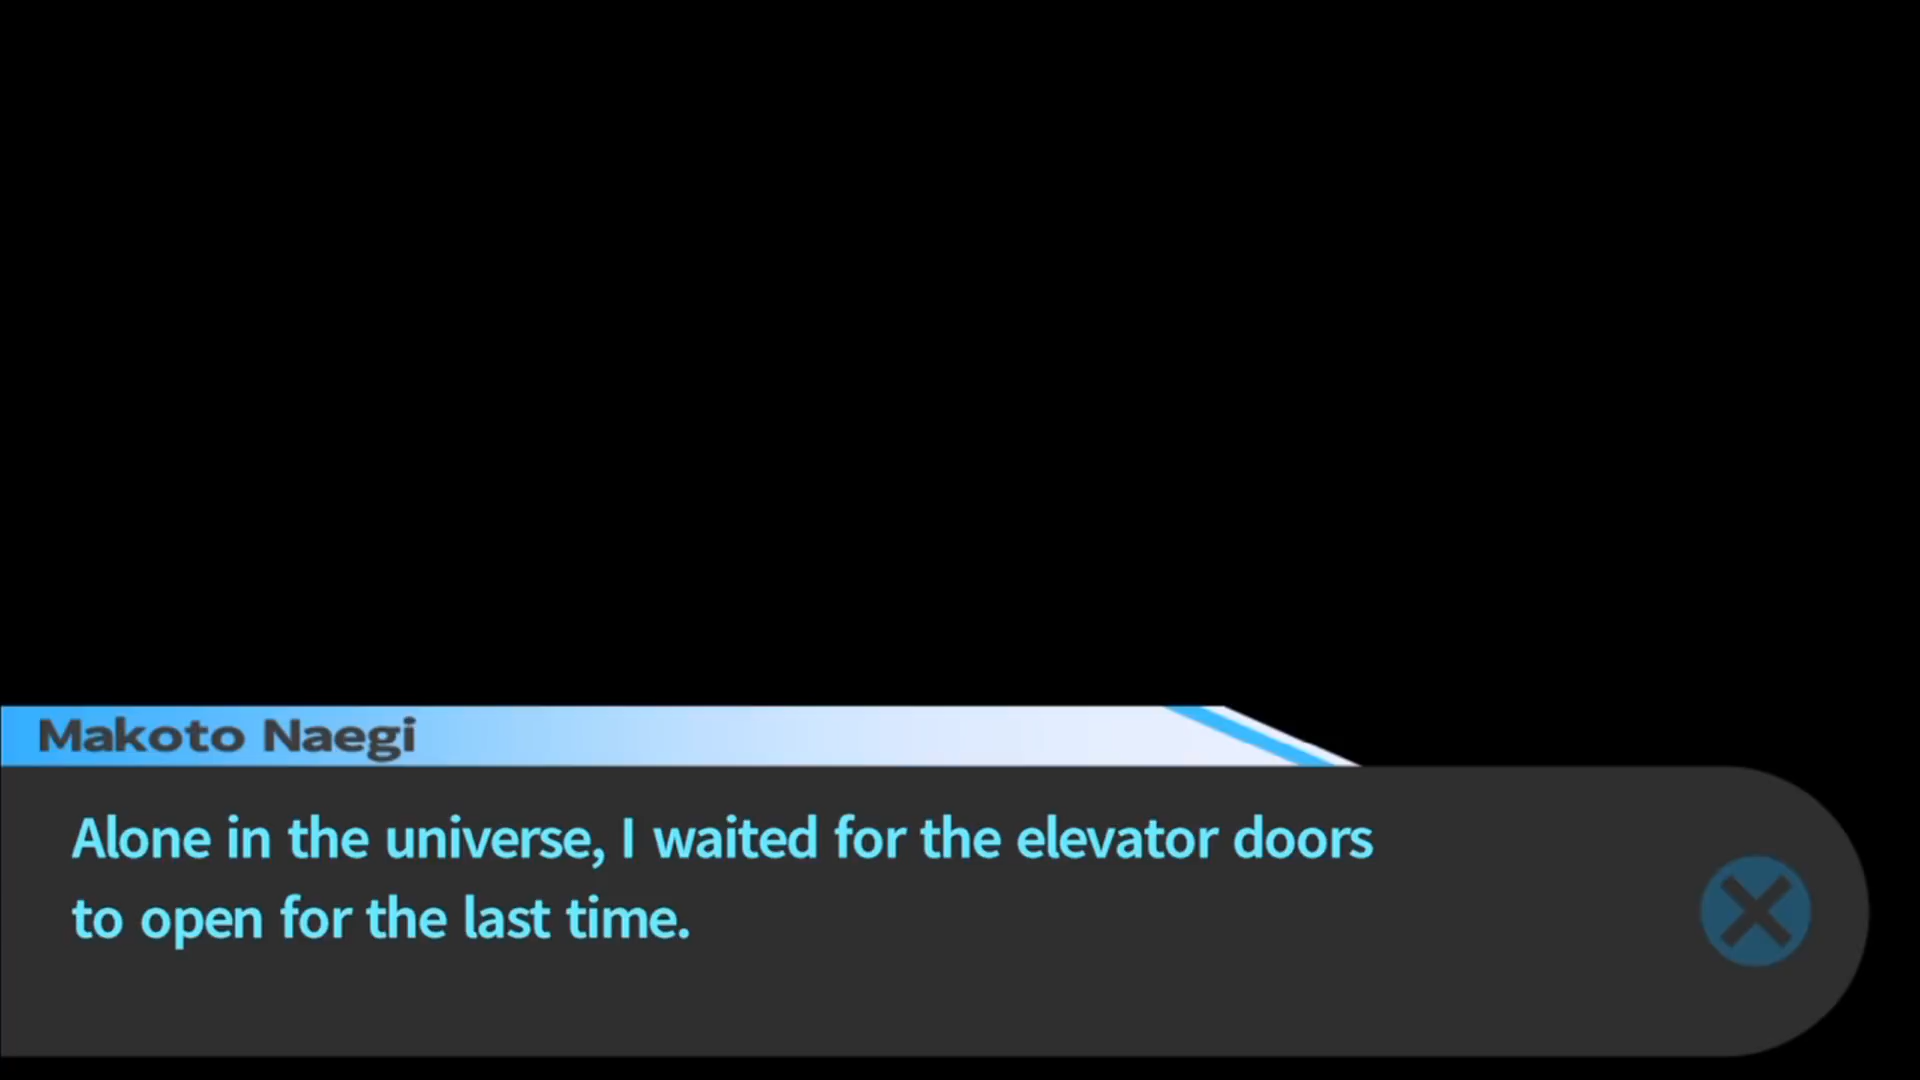 Makoto Naegi
Alone in the universe, I waited for the elevator doors
to open for the last time.